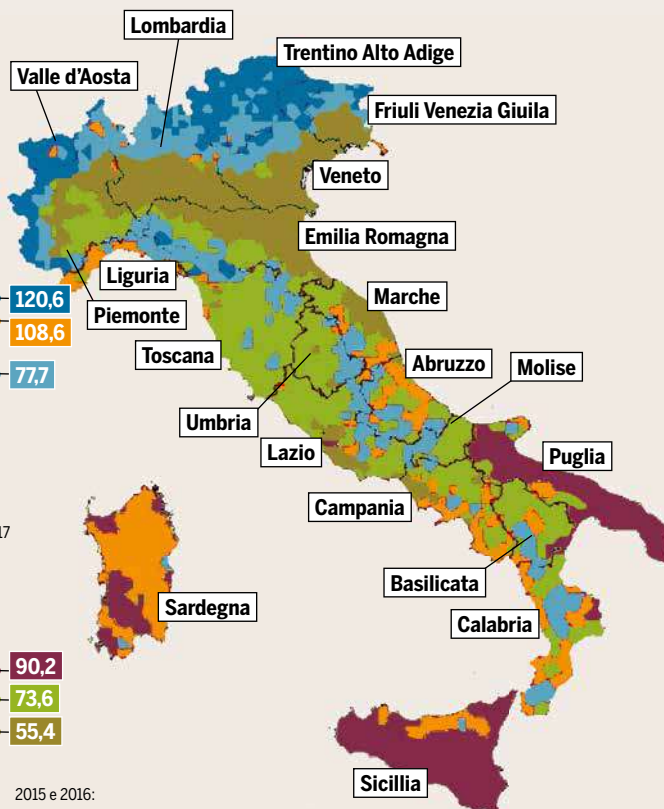 Lombardia
Trentino Alto Adige
Valle d'Aosta
Friuli Venezia Giuila
Veneto
Emilia Romagna
Liguria
Marche
120,6
Piemonte
108,6
Toscana
Abruzzo
Molise
77,7
Umbria
Lazio
Puglia
Campania
17
Basilicata
Sardegna
Calabria
90,2
73,6
55,4
Sicillia
2015 e 2016: